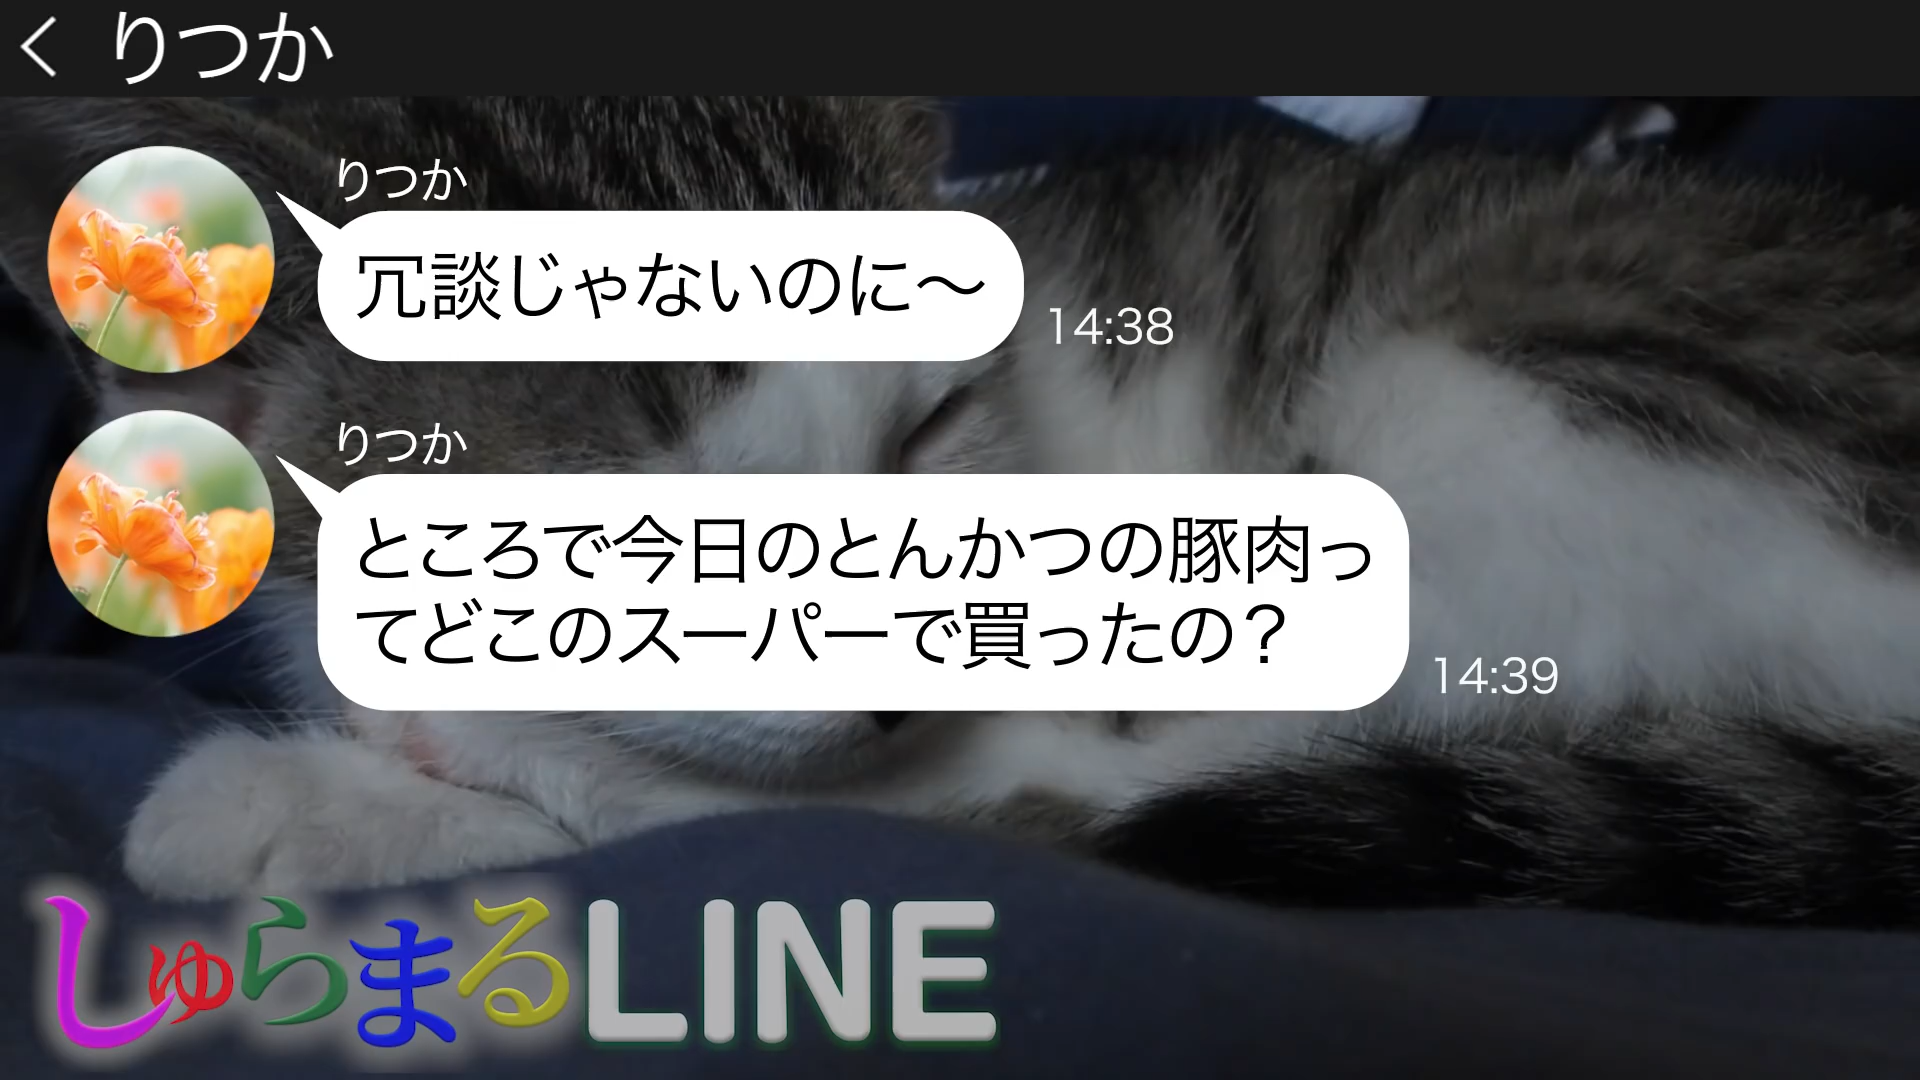 りつか
りつか
冗談じゃないのに～
14:38
りつか
ところで今日のとんかつの豚肉っ
てどこのスーパーで買ったの？
14:39
しゅらまるLINE